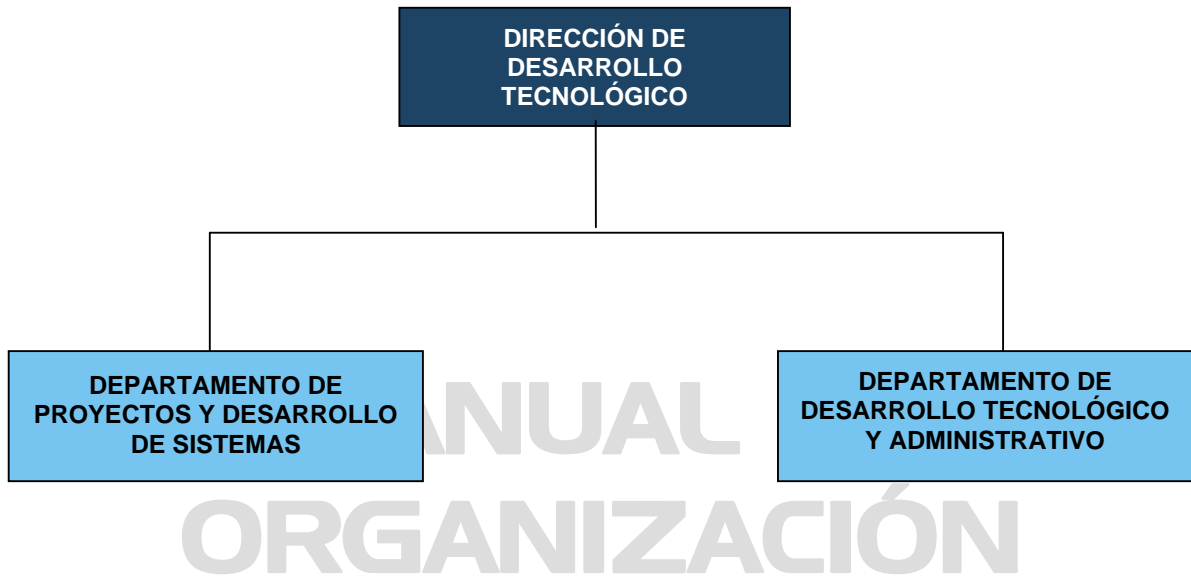 DIRECCIÓN DE
DESARROLLO
TECNOLÓGICO
DEPARTAMENTO DE
PROYECTOS Y DESARROLLO
DE SISTEMAS
DEPARTAMENTO DE
DESARROLLO TECNOLÓGICO
Y ADMINISTRATIVO
ANUAL
ORGANIZACIÓN